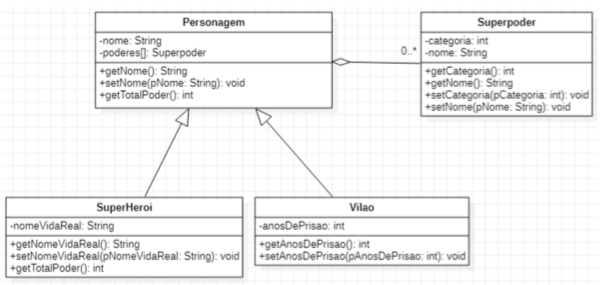 Personagem
-nome: String
-poderes[]: Superpoder
+getNome(): String
+setNome(pNome: String): void
+getTotalPoder(): int
0..*
Superpoder
-categoria: int
-nome: String
+getCategoria(): int
+getNome(): String
+setCategoria(pCategoria: int): void
+setNome(pNome: String): void
SuperHeroi
-nomeVidaReal: String
+getNomeVidaReal(): String
+setNomeVidaReal(pNomeVidaReal: String): void
+getTotalPoder(): int
Vilao
-anosDePrisao: int
+getAnosDePrisao(): int
+setAnosDePrisao(pAnosDePrisao: int): void